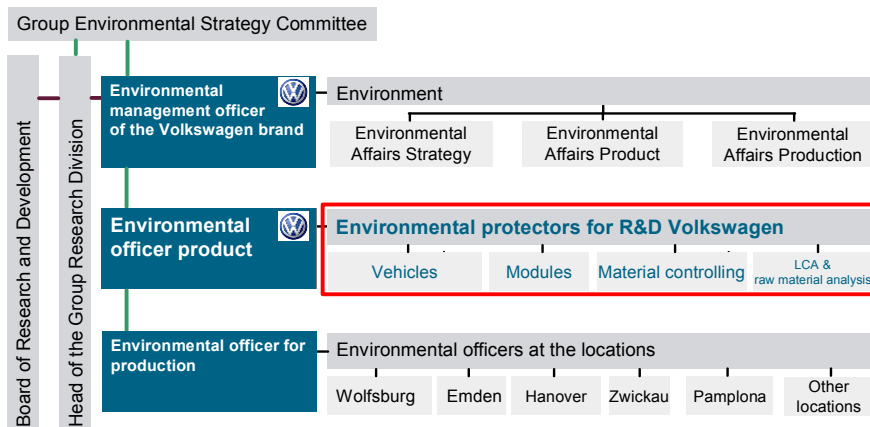 Group Environmental Strategy Committee
Board of Research and Development
Head of the Group Research Division
Environmental
management officer
of the Volkswagen brand
Environment
Environmental
Affairs Strategy
Environmental
Affairs Product
Environmental
Affairs Production
Environmental
officer product
Environmental protectors for R&D Volkswagen
Vehicles
Modules
Material controlling
LCA &
raw material analysis
Environmental officer for
production
Environmental officers at the locations
Wolfsburg
Emden
Hanover
Zwickau
Pamplona
Other
locations